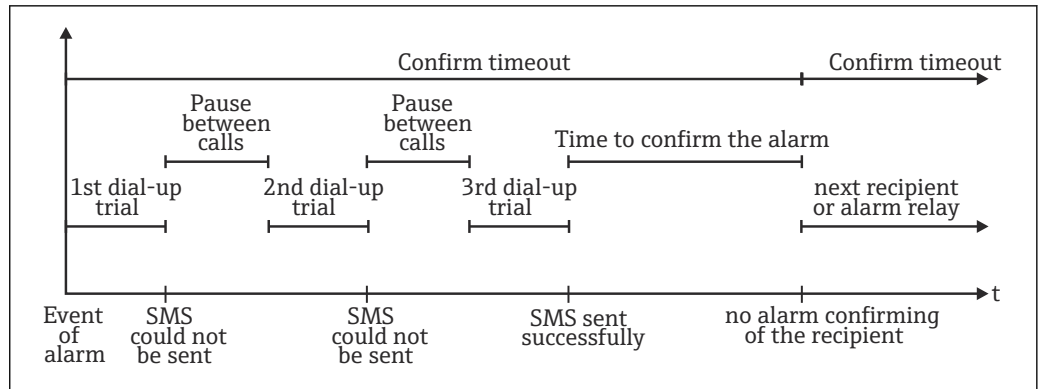 Confirm timeout
Confirm timeout
Pause
between
calls
Pause
between
calls
Time to confirm the alarm
1st dial-up
trial
2nd dial-up
trial
3rd dial-up
trial
next recipient
or alarm relay
t
Event
of
alarm
SMS
could not
be sent
SMS
could not
be sent
SMS sent
successfully
no alarm confirming
of the recipient